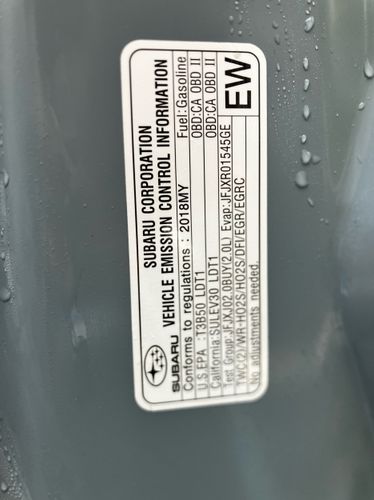 SUBARU CORPORATION
VEHICLE EMISSION CONTROL INFORMATION
SUBARU
Conforms to regulations : 2018MY Fuel:Gasoline
U.S.EPA :T3B50 LDT1 OBD:CA OBD II
California:SULEV30 LDT1 OBD:CA OBD II
Test Group:JFJXJ02.0BUY(2.0L) Evap:JFJXR01545GE
TWC(2)/WR-HO2S/HO2S/DFI/EGR/EGRC
No adjustments needed.
EW